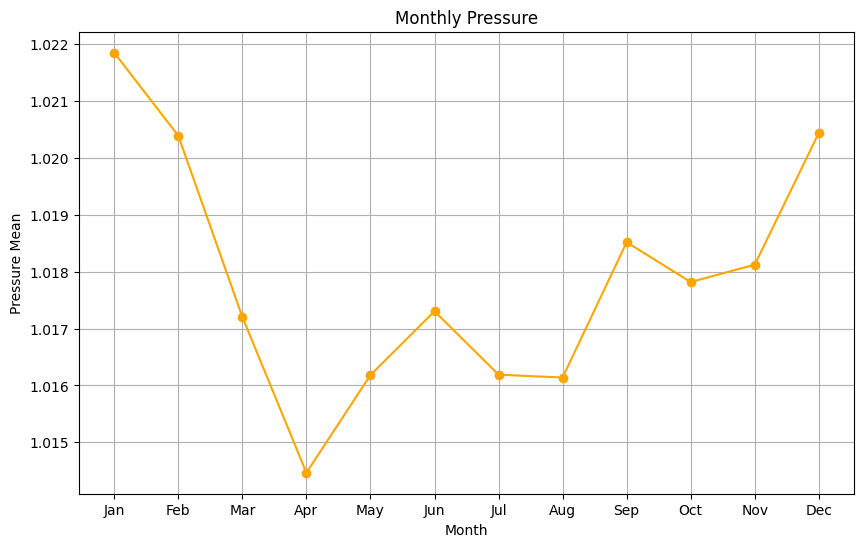 Monthly Pressure
1.022
1.021
1.020
1.019
1.018
1.017
1.016
1.015
Pressure Mean
Jan Feb Mar Apr May Jun Jul Aug Sep Oct Nov Dec
Month